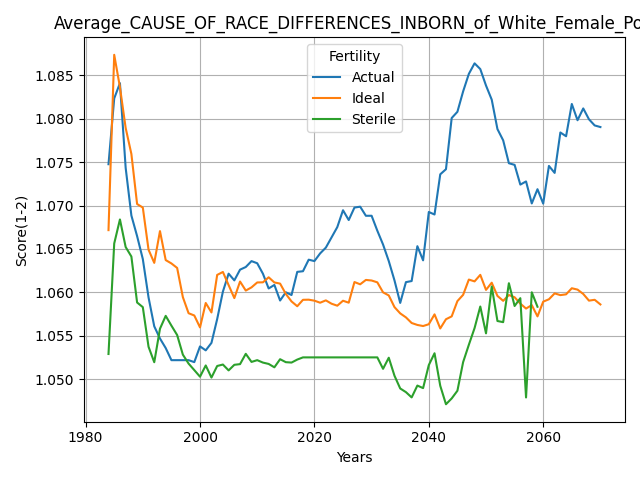 Average_CAUSE_OF_RACE_DIFFERENCES_INBORN_of_White_Female_Po
Fertility
Actual
Ideal
Sterile
Score(1-2)
1.085
1.080
1.075
1.070
1.065
1.060
1.055
1.050
1980 2000 2020 2040 2060
Years